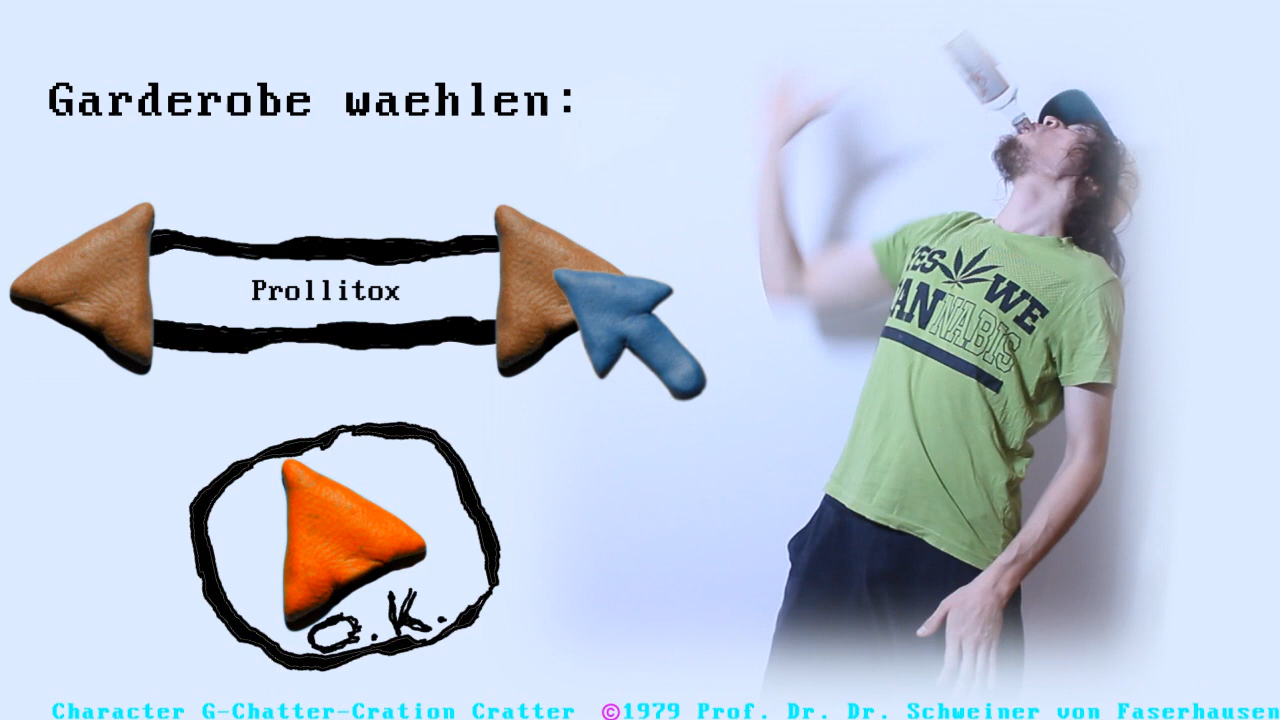 Garderobe waehlen:
Prollitox
YES WE
CANNABIS
O.K.
Character G-Chatter-Cration Cratter ©1979 Prof. Dr. Dr. Schweiner von Faserhausen